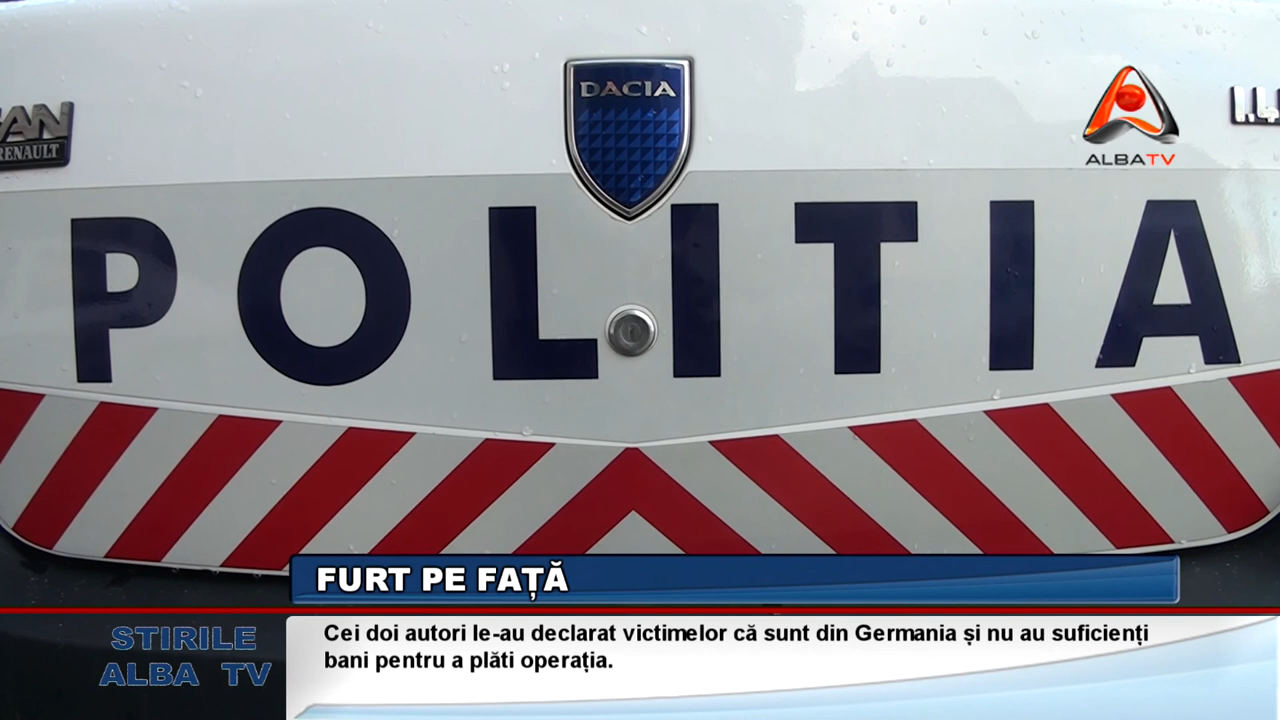 DACIA
RENAULT
ALBATV
POLITIA
FURT PE FAȚĂ
STIRILE
ALBA TV
Cei doi autori le-au declarat victimelor că sunt din Germania și nu au suficienți
bani pentru a plăti operația.